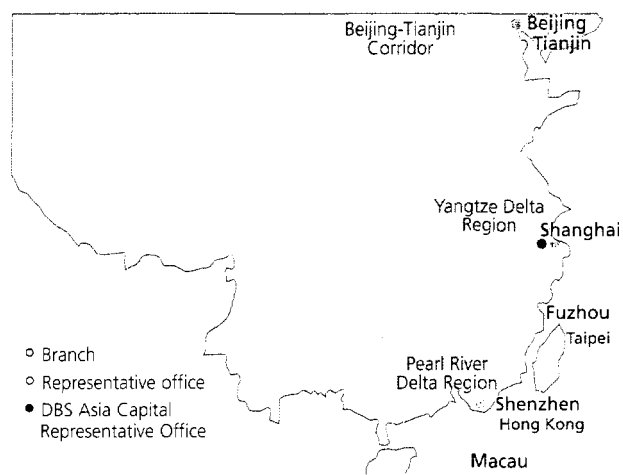 Beijing-Tianjin
Corridor
Beijing
Tianjin
Yangtze Delta
Region
Shanghai
Fuzhou
Taipei
Branch
Representative office
DBS Asia Capital
Representative Office
Pearl River
Delta Region
Shenzhen
Hong Kong
Macau